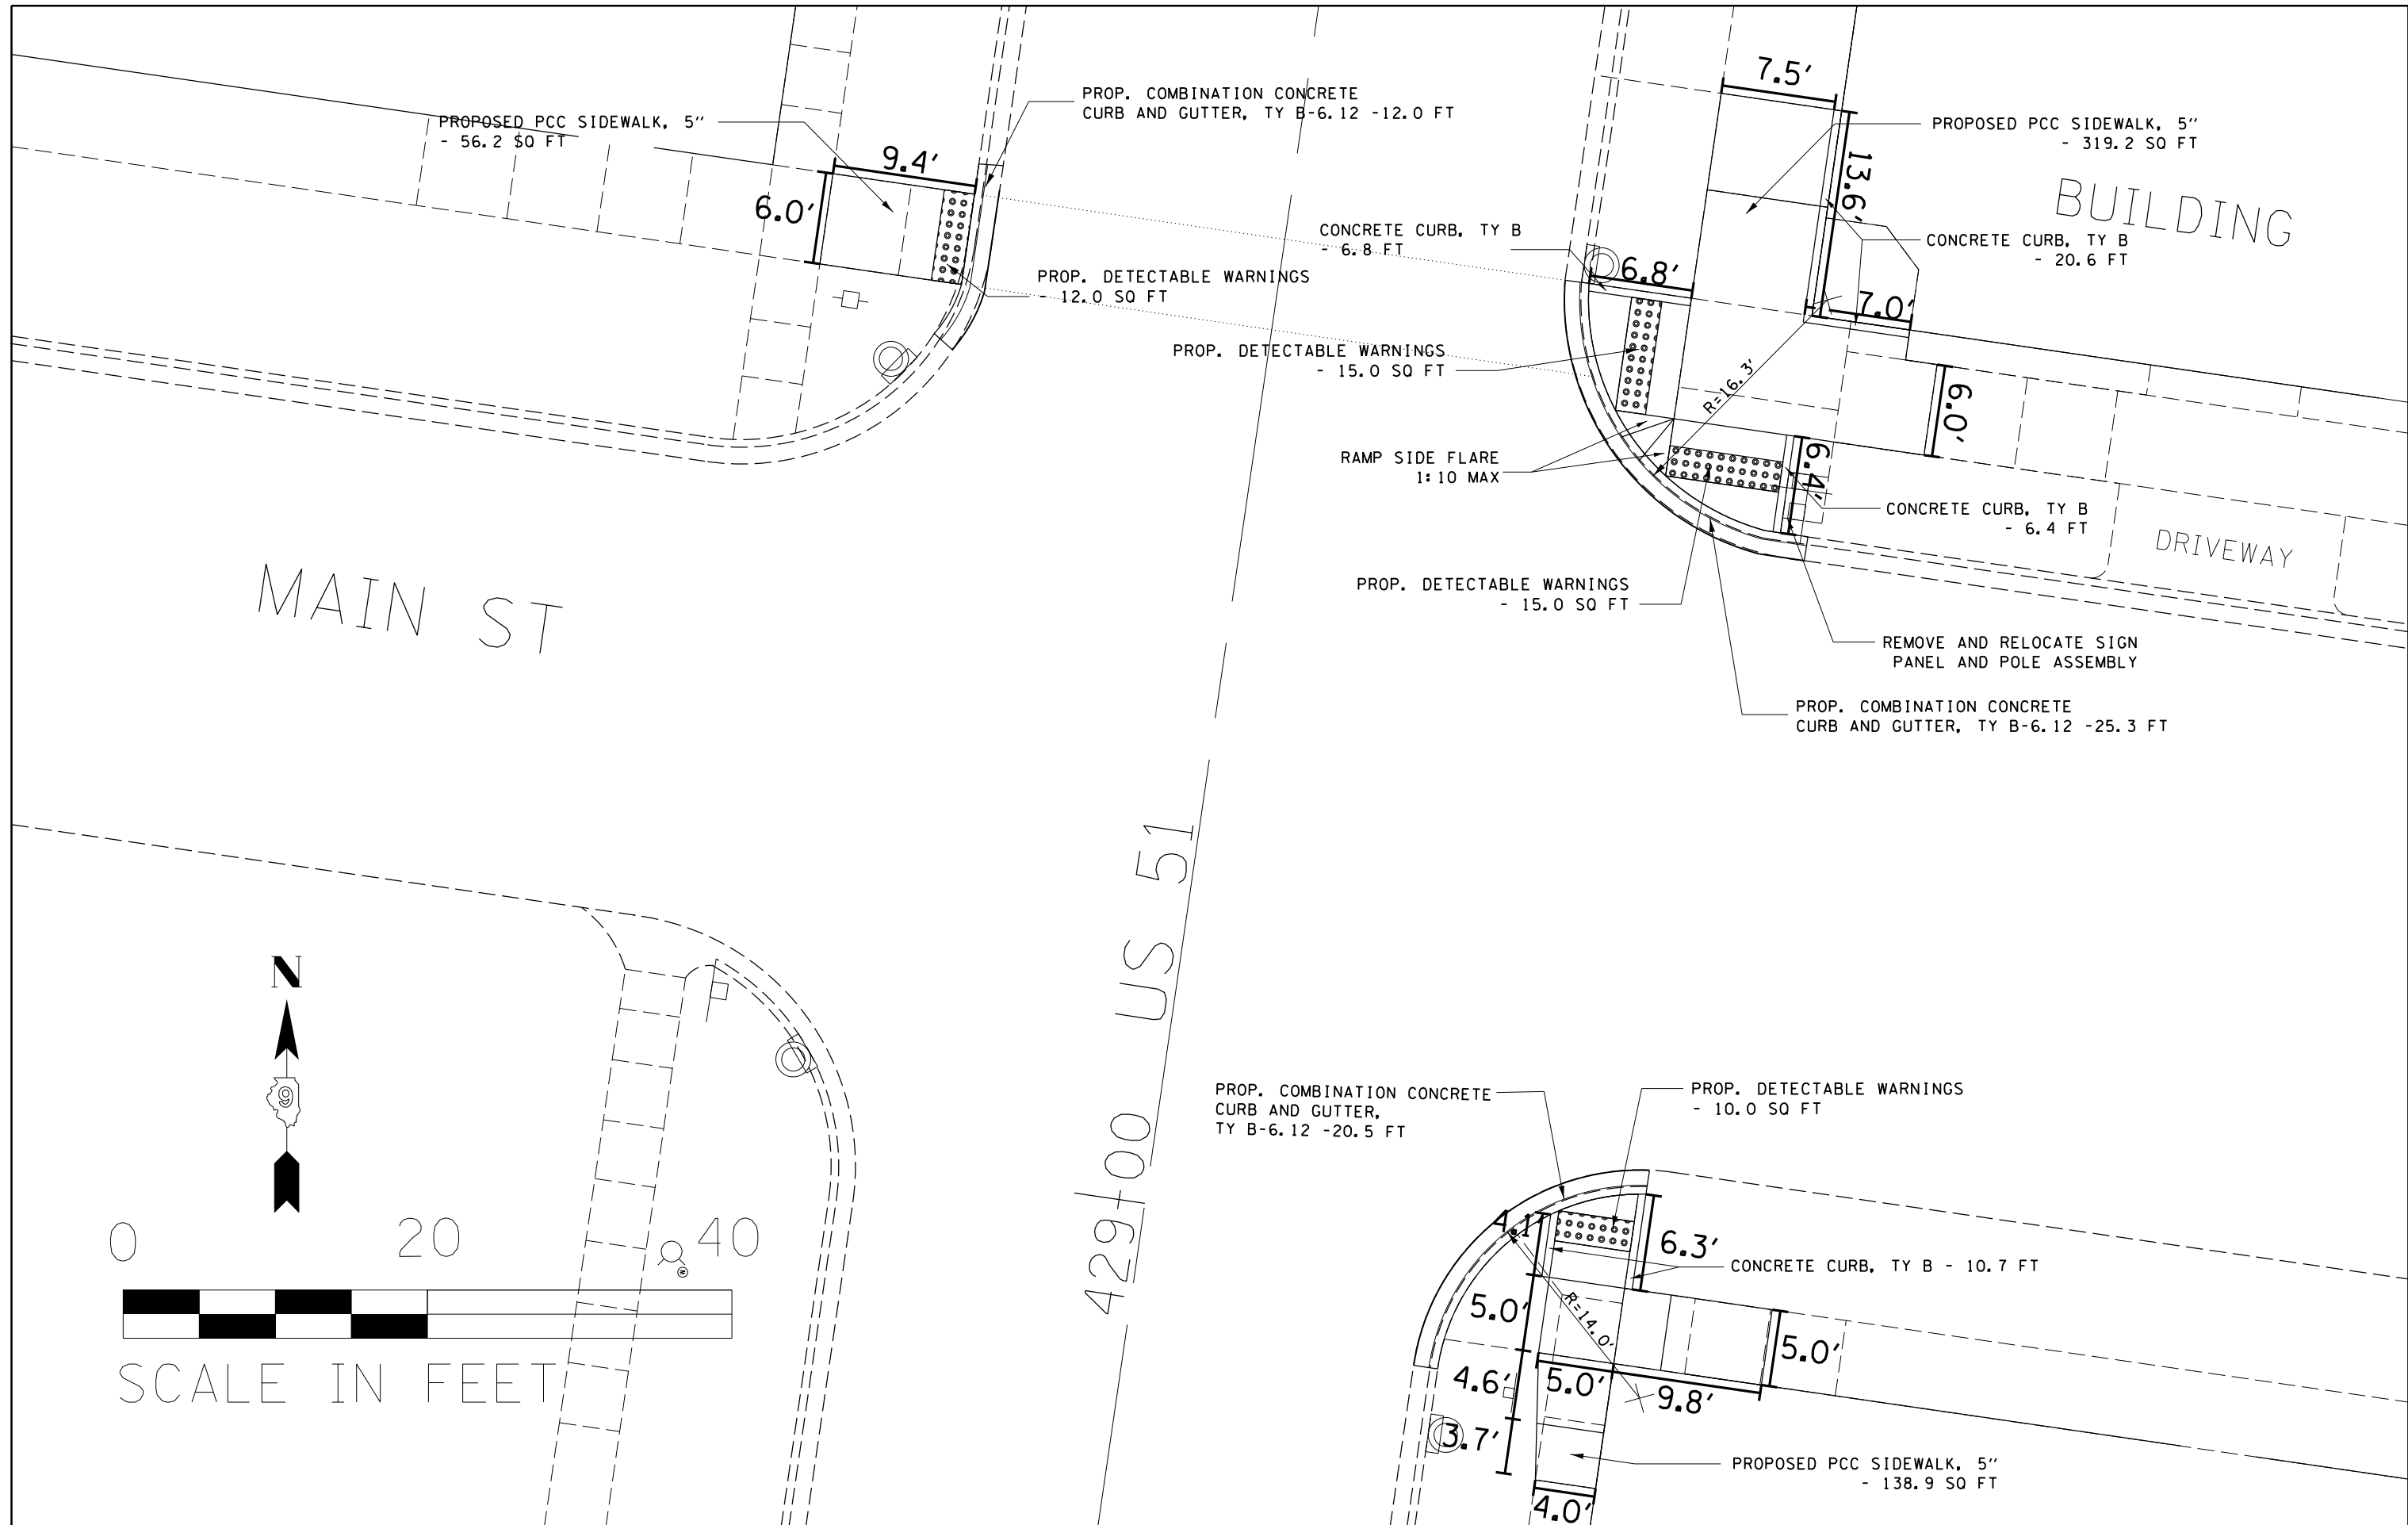 PROPOSED PCC SIDEWALK, 5"
- 56.2 SQ FT
9.4'
6.0'
PROP. COMBINATION CONCRETE
CURB AND GUTTER, TY B-6.12 -12.0 FT
PROP. DETECTABLE WARNINGS
- 12.0 SQ FT
7.5'
13.6'
PROPOSED PCC SIDEWALK, 5"
- 319.2 SQ FT
BUILDING
CONCRETE CURB, TY B
- 6.8 FT
6.8'
CONCRETE CURB, TY B
- 20.6 FT
7.0'
PROP. DETECTABLE WARNINGS
- 15.0 SQ FT
R=16.3'
6.0'
RAMP SIDE FLARE
1:10 MAX
6.4'
CONCRETE CURB, TY B
- 6.4 FT
DRIVEWAY
PROP. DETECTABLE WARNINGS
- 15.0 SQ FT
REMOVE AND RELOCATE SIGN
PANEL AND POLE ASSEMBLY
PROP. COMBINATION CONCRETE
CURB AND GUTTER, TY B-6.12 -25.3 FT
MAIN ST
429+00 US 51
N
9
0 20 40
SCALE IN FEET
PROP. COMBINATION CONCRETE
CURB AND GUTTER,
TY B-6.12 -20.5 FT
PROP. DETECTABLE WARNINGS
- 10.0 SQ FT
4.1'
6.3'
CONCRETE CURB, TY B - 10.7 FT
5.0'
R=14.0'
5.0'
4.6'
5.0'
9.8'
3.7'
PROPOSED PCC SIDEWALK, 5"
- 138.9 SQ FT
4.0'